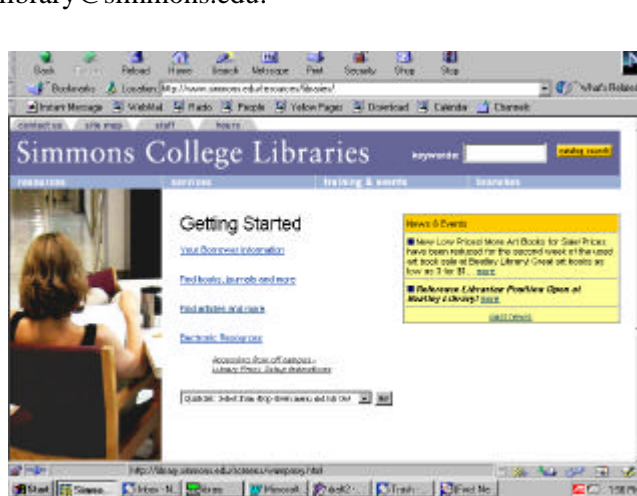 library@simmons.edu.
Back Reload Home Search Netscape Print Security Shop Stop
Bookmarks Location: http://www.simmons.edu/resources/libraries/ What's Related
Instant Message WebMail Radio People Yellow Pages Download Calendar Channels
contact us site map staff hours
Simmons College Libraries keywords: catalog search
resources services training & events branches
Getting Started
News & Events
Your Borrower Information
New Low Prices! More Art Books for Sale! Prices
have been reduced for the second week of the used
art book sale at Beatley Library! Great art books as
low as 3 for $1... more
Find books, journals and more
Reference Librarian Position Open at
Beatley Library! more
Find articles and more
past news
Electronic Resources
Accessing from off campus -
Library Proxy Setup Instructions
Start Simmo... Inbox - N... Microsoft... Trash - ... Find Me